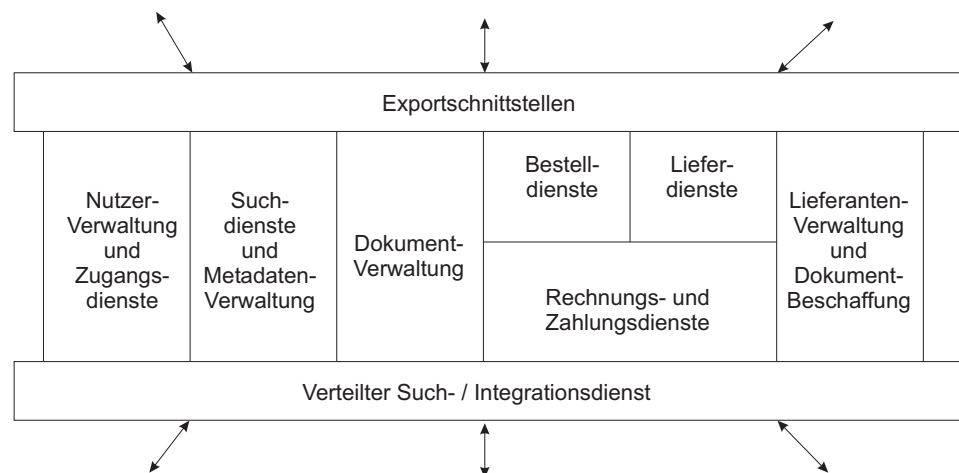 Exportschnittstellen
Nutzer-
Verwaltung
und
Zugangs-
dienste
Such-
dienste
und
Metadaten-
Verwaltung
Dokument-
Verwaltung
Bestell-
dienste
Liefer-
dienste
Rechnungs- und
Zahlungsdienste
Lieferanten-
Verwaltung
und
Dokument-
Beschaffung
Verteilter Such- / Integrationsdienst